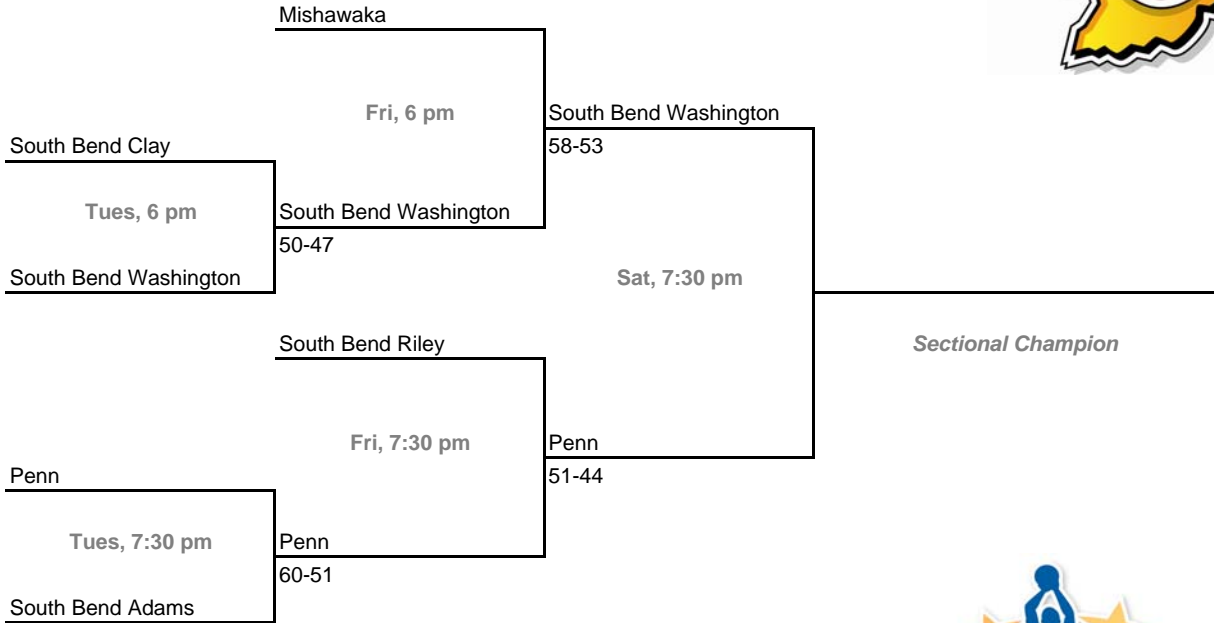 Mishawaka
Fri, 6 pm
South Bend Washington
South Bend Clay
58-53
Tues, 6 pm
South Bend Washington
50-47
South Bend Washington
Sat, 7:30 pm
South Bend Riley
Sectional Champion
Fri, 7:30 pm
Penn
Penn
51-44
Tues, 7:30 pm
Penn
60-51
South Bend Adams